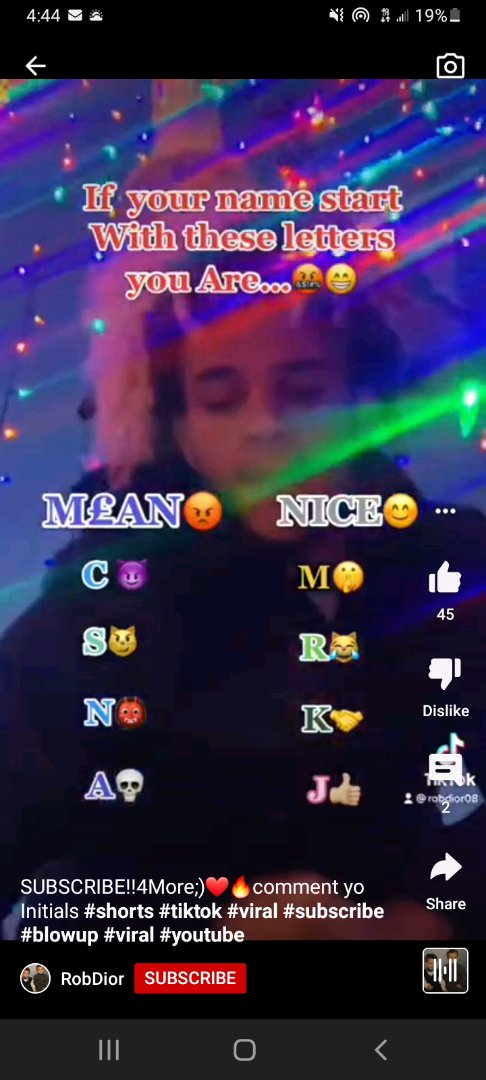 4:44
19%
If your name start
With these letters
you Are...🤬😁
M£AN😡 NICE😊
C😈 M🤫
45
S😼 R😹
Dislike
N👹 K🤝
TikTok
@robdior08
2
A💀 J👍
Share
SUBSCRIBE!!4More;)❤️🔥comment yo
Initials #shorts #tiktok #viral #subscribe
#blowup #viral #youtube
RobDior SUBSCRIBE